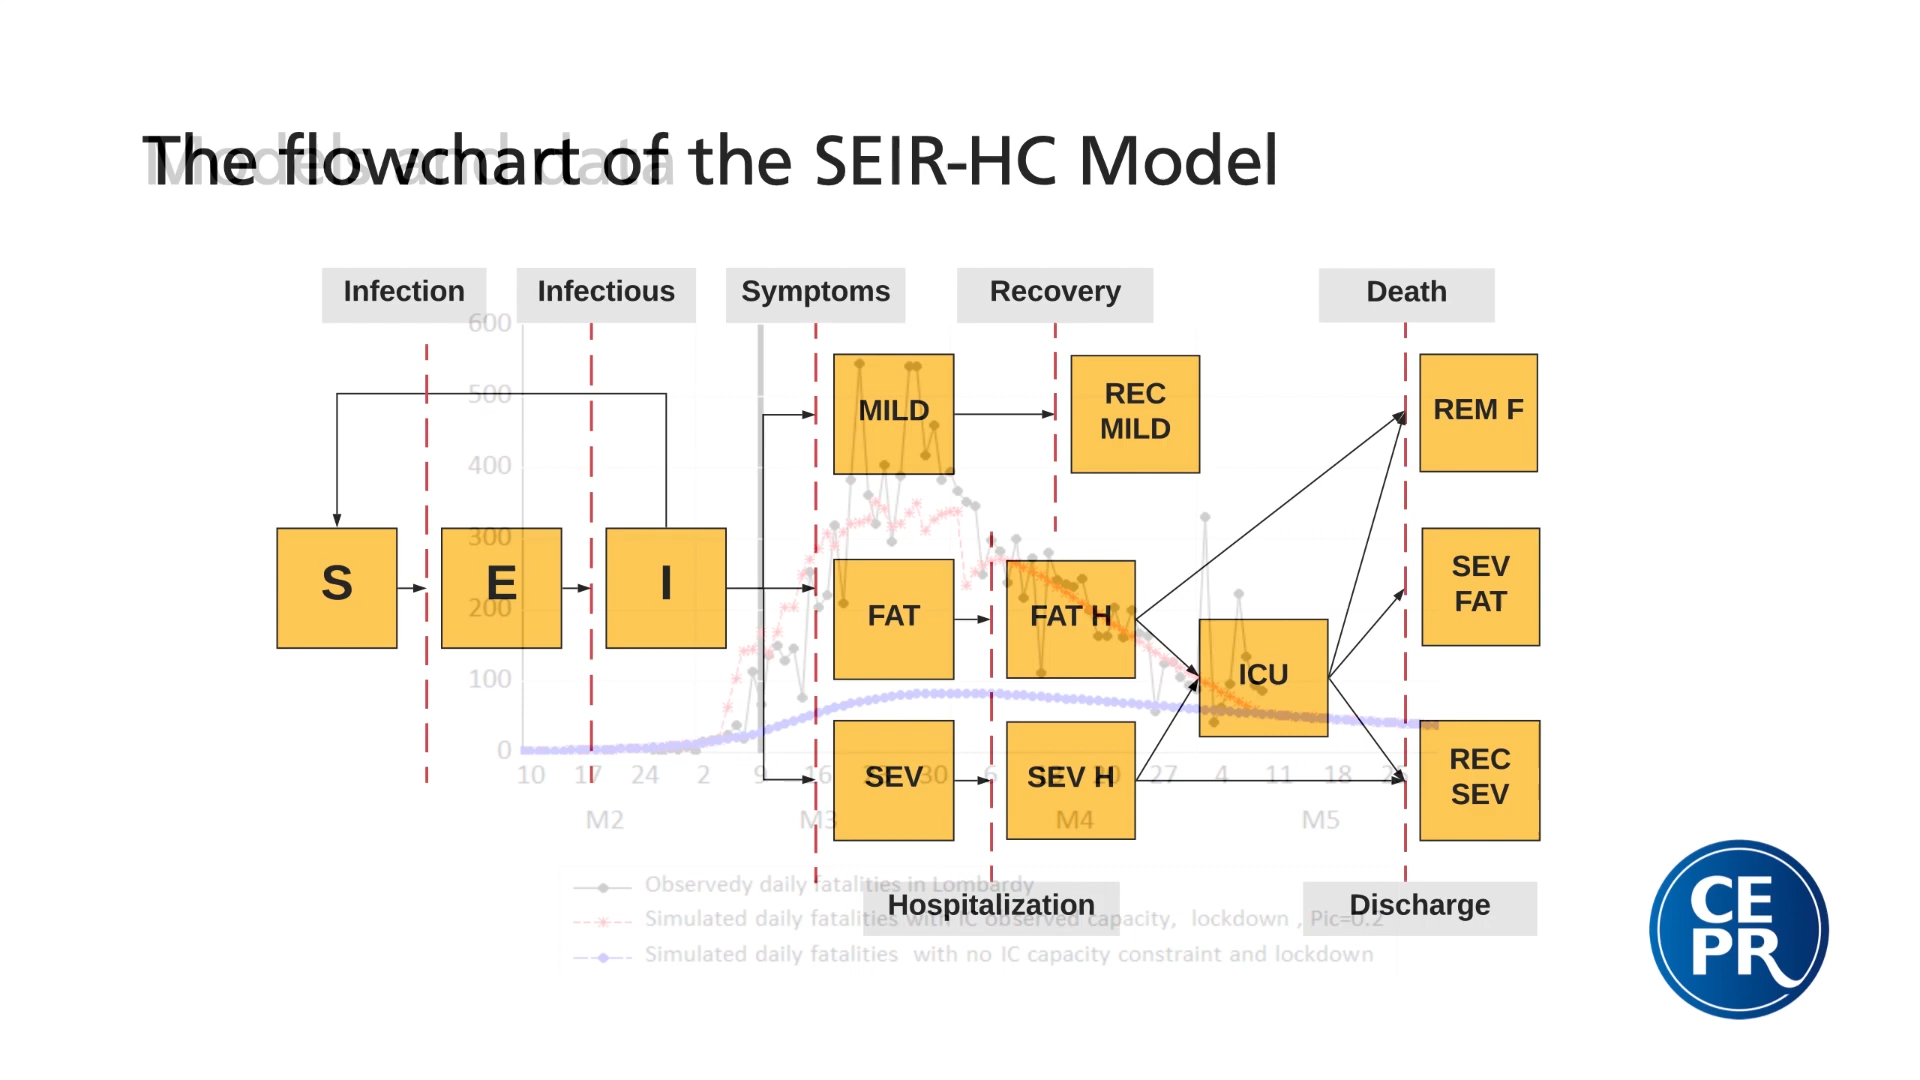 The flowchart of the SEIR-HC Model
Models and data
Infection
Infectious
Symptoms
Recovery
Death
600
500
400
300
200
100
0
MILD
REC
MILD
REM F
S
E
I
FAT
FAT H
ICU
SEV
FAT
SEV
SEV H
REC
SEV
10 17 24 2 9 16 30 6 20 27 4 11 18
M2 M3 M4 M5
Hospitalization
Discharge
Observedy daily fatalities in Lombardy
Simulated daily fatalities with IC observed capacity, lockdown , Pic=0.2
Simulated daily fatalities with no IC capacity constraint and lockdown
CE
PR